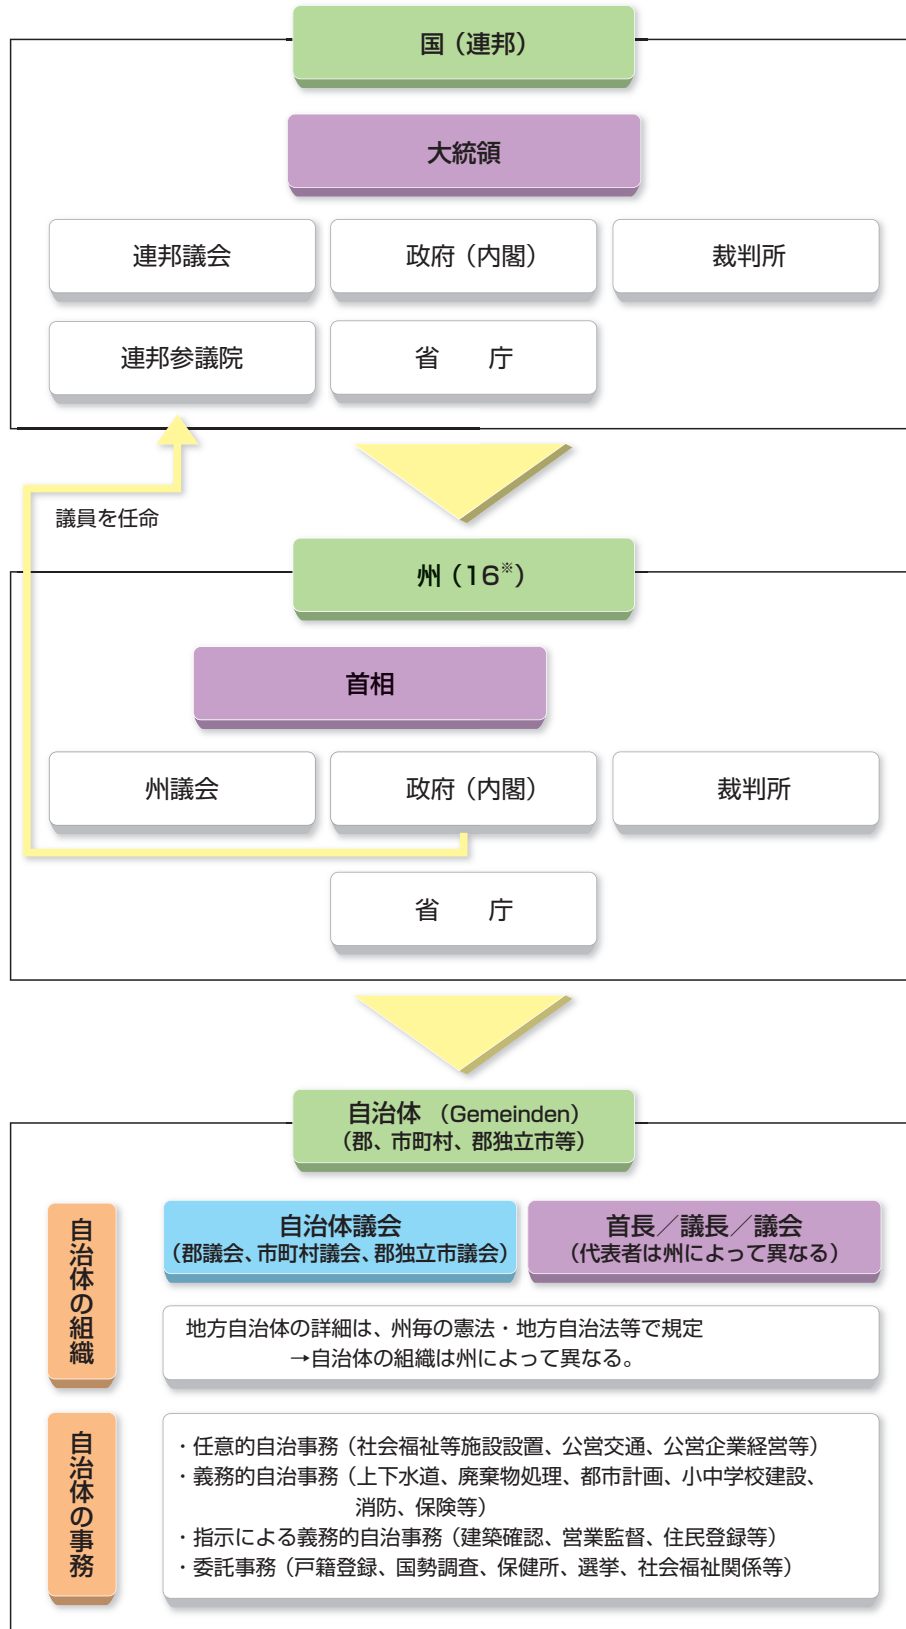 国（連邦）
大統領
連邦議会
政府（内閣）
裁判所
連邦参議院
省　庁
議員を任命
州（16※）
首相
州議会
政府（内閣）
裁判所
省　庁
自治体 （Gemeinden）
（郡、市町村、郡独立市等）
自治体の組織
自治体議会
（郡議会、市町村議会、郡独立市議会）
首長／議長／議会
（代表者は州によって異なる）
地方自治体の詳細は、州毎の憲法・地方自治法等で規定
→自治体の組織は州によって異なる。
自治体の事務
・任意的自治事務（社会福祉等施設設置、公営交通、公営企業経営等）
・義務的自治事務（上下水道、廃棄物処理、都市計画、小中学校建設、
消防、保険等）
・指示による義務的自治事務（建築確認、営業監督、住民登録等）
・委託事務（戸籍登録、国勢調査、保健所、選挙、社会福祉関係等）